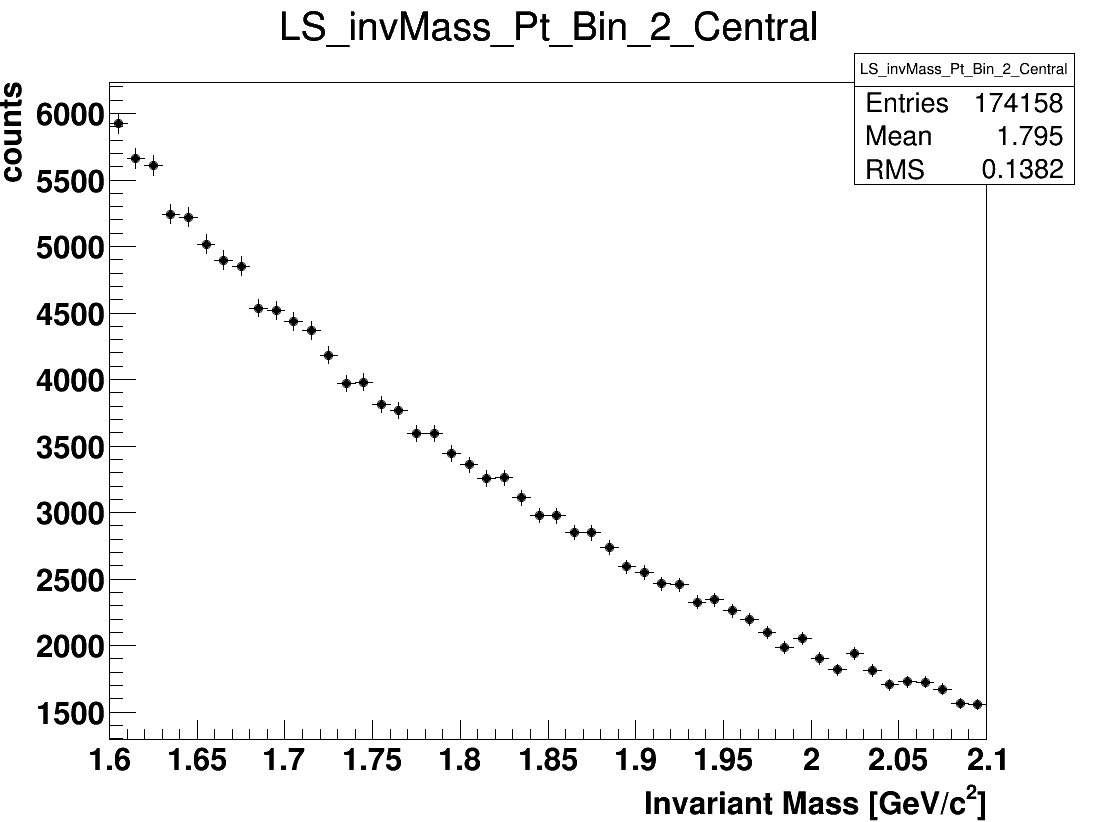 LS_invMass_Pt_Bin_2_Central
LS_invMass_Pt_Bin_2_Central
Entries 174158
Mean 1.795
RMS 0.1382
counts
6000
5500
5000
4500
4000
3500
3000
2500
2000
1500
1.6 1.65 1.7 1.75 1.8 1.85 1.9 1.95 2 2.05 2.1
Invariant Mass [GeV/c²]